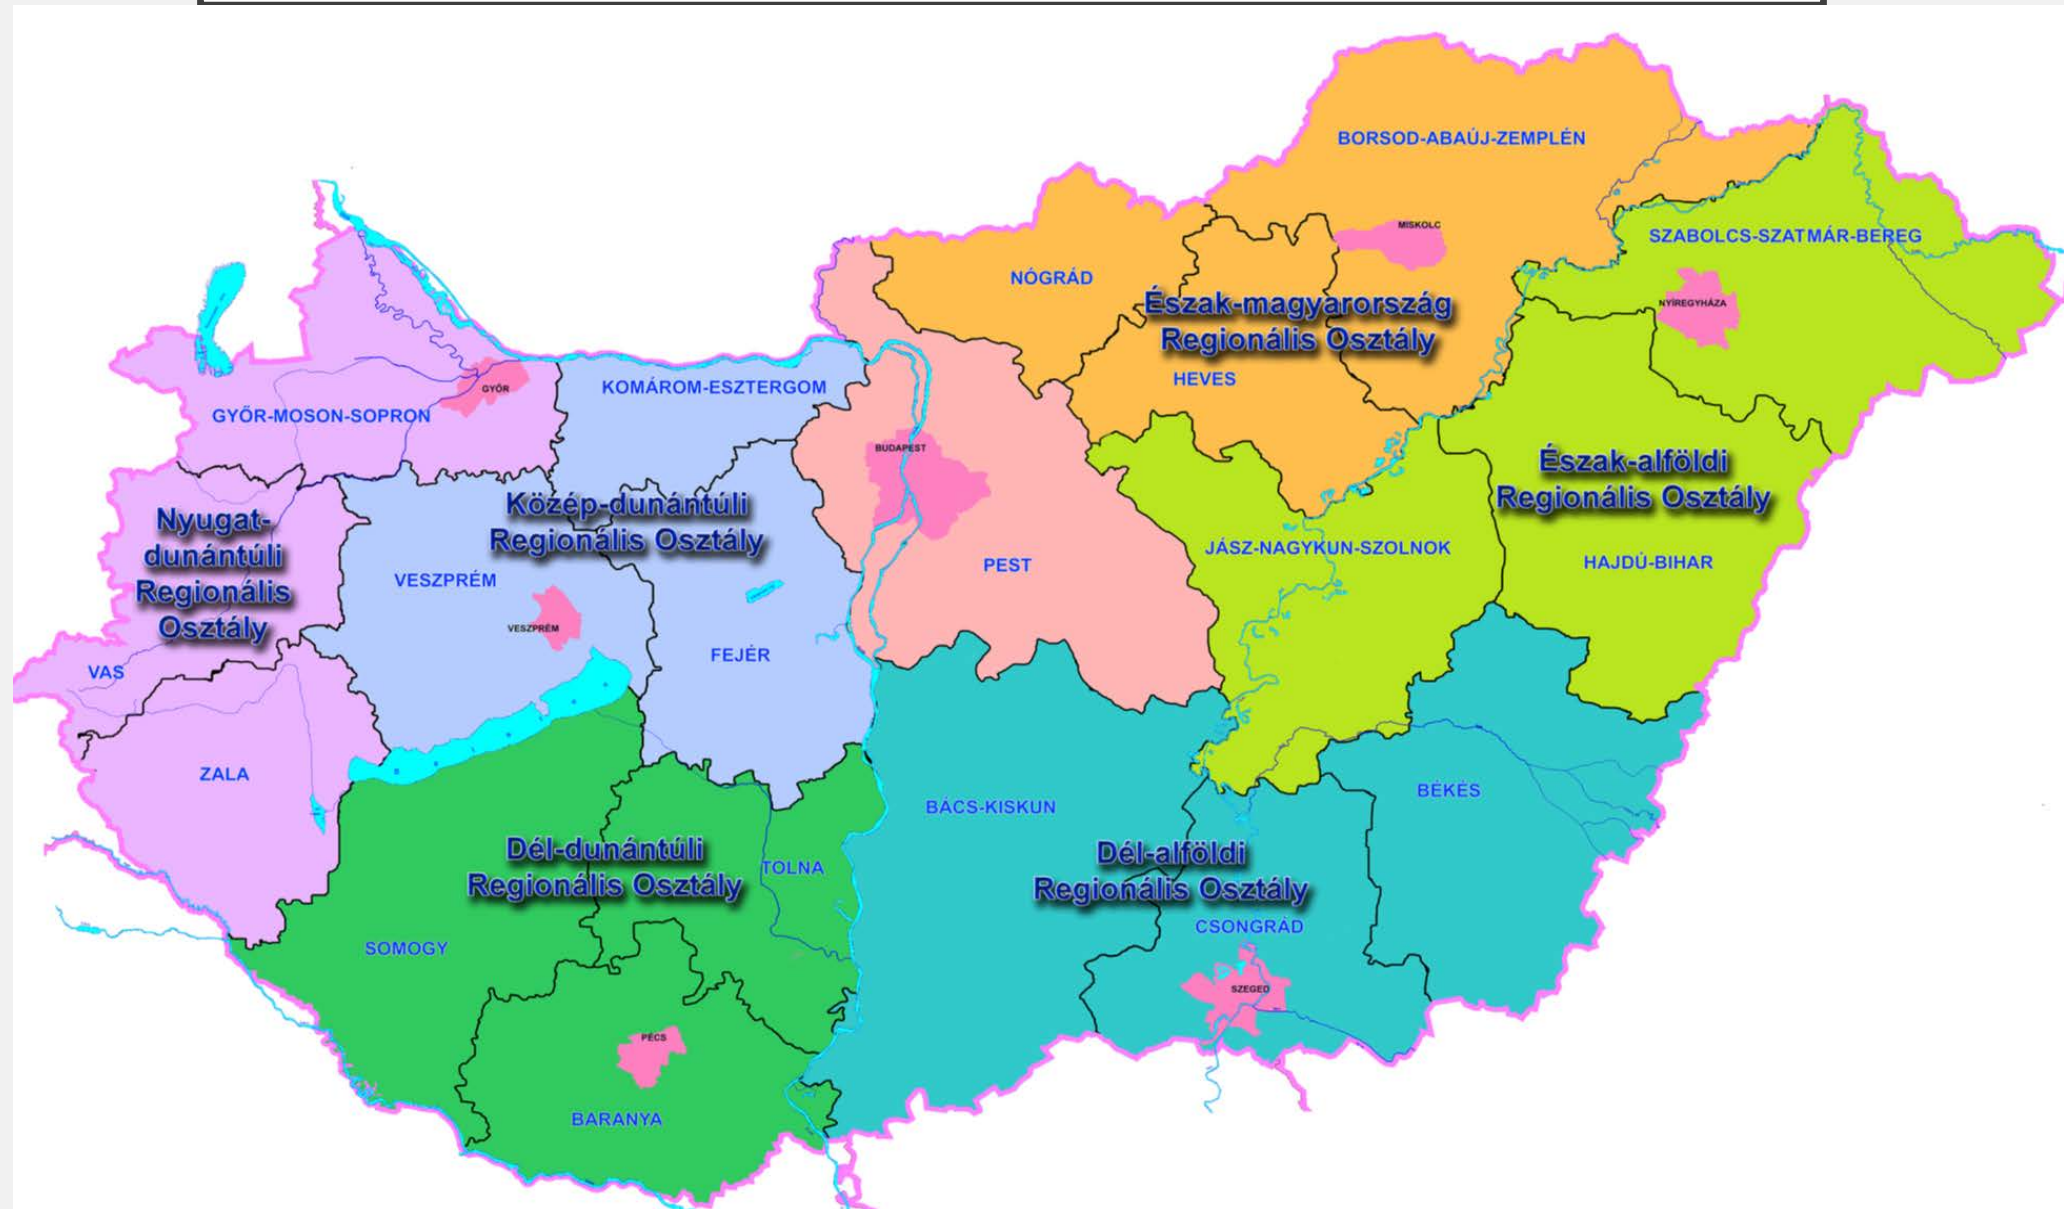 BORSOD-ABAÚJ-ZEMPLÉN
MISKOLC
SZABOLCS-SZATMÁR-BEREG
NÓGRÁD
NYÍREGYHÁZA
Észak-magyarország
Regionális Osztály
HEVES
KOMÁROM-ESZTERGOM
GYŐR
GYŐR-MOSON-SOPRON
BUDAPEST
Észak-alföldi
Regionális Osztály
Közép-dunántúli
Regionális Osztály
Nyugat-
dunántúli
Regionális
Osztály
JÁSZ-NAGYKUN-SZOLNOK
HAJDÚ-BIHAR
PEST
VESZPRÉM
VESZPRÉM
FEJÉR
VAS
ZALA
BÉKÉS
BÁCS-KISKUN
Dél-dunántúli
Regionális Osztály
TOLNA
Dél-alföldi
Regionális Osztály
CSONGRÁD
SOMOGY
SZEGED
PÉCS
BARANYA